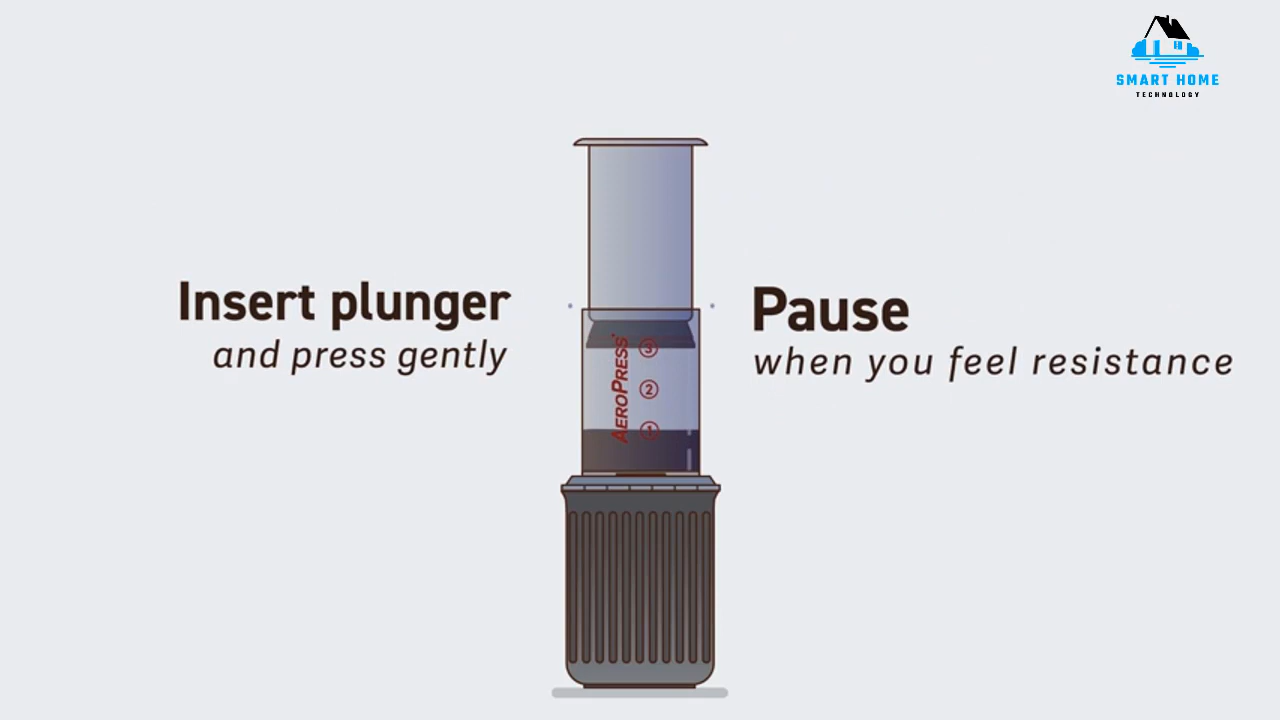 SMART HOME
TECHNOLOGY
Insert plunger
and press gently
Pause
when you feel resistance
AEROPRESS
3
2
1